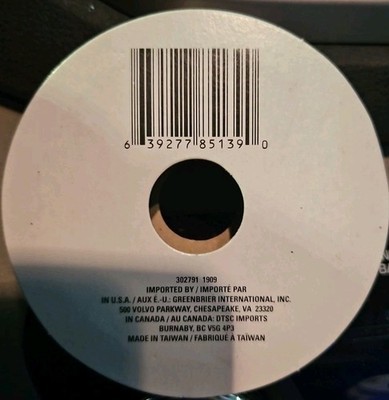 6 39277 85139 0
302791 1909
IMPORTED BY / IMPORTÉ PAR
IN U.S.A. / AUX É.-U.: GREENBRIER INTERNATIONAL, INC.
500 VOLVO PARKWAY, CHESAPEAKE, VA 23320
IN CANADA / AU CANADA: DTSC IMPORTS
BURNABY, BC V5G 4P3
MADE IN TAIWAN / FABRIQUÉ À TAÏWAN